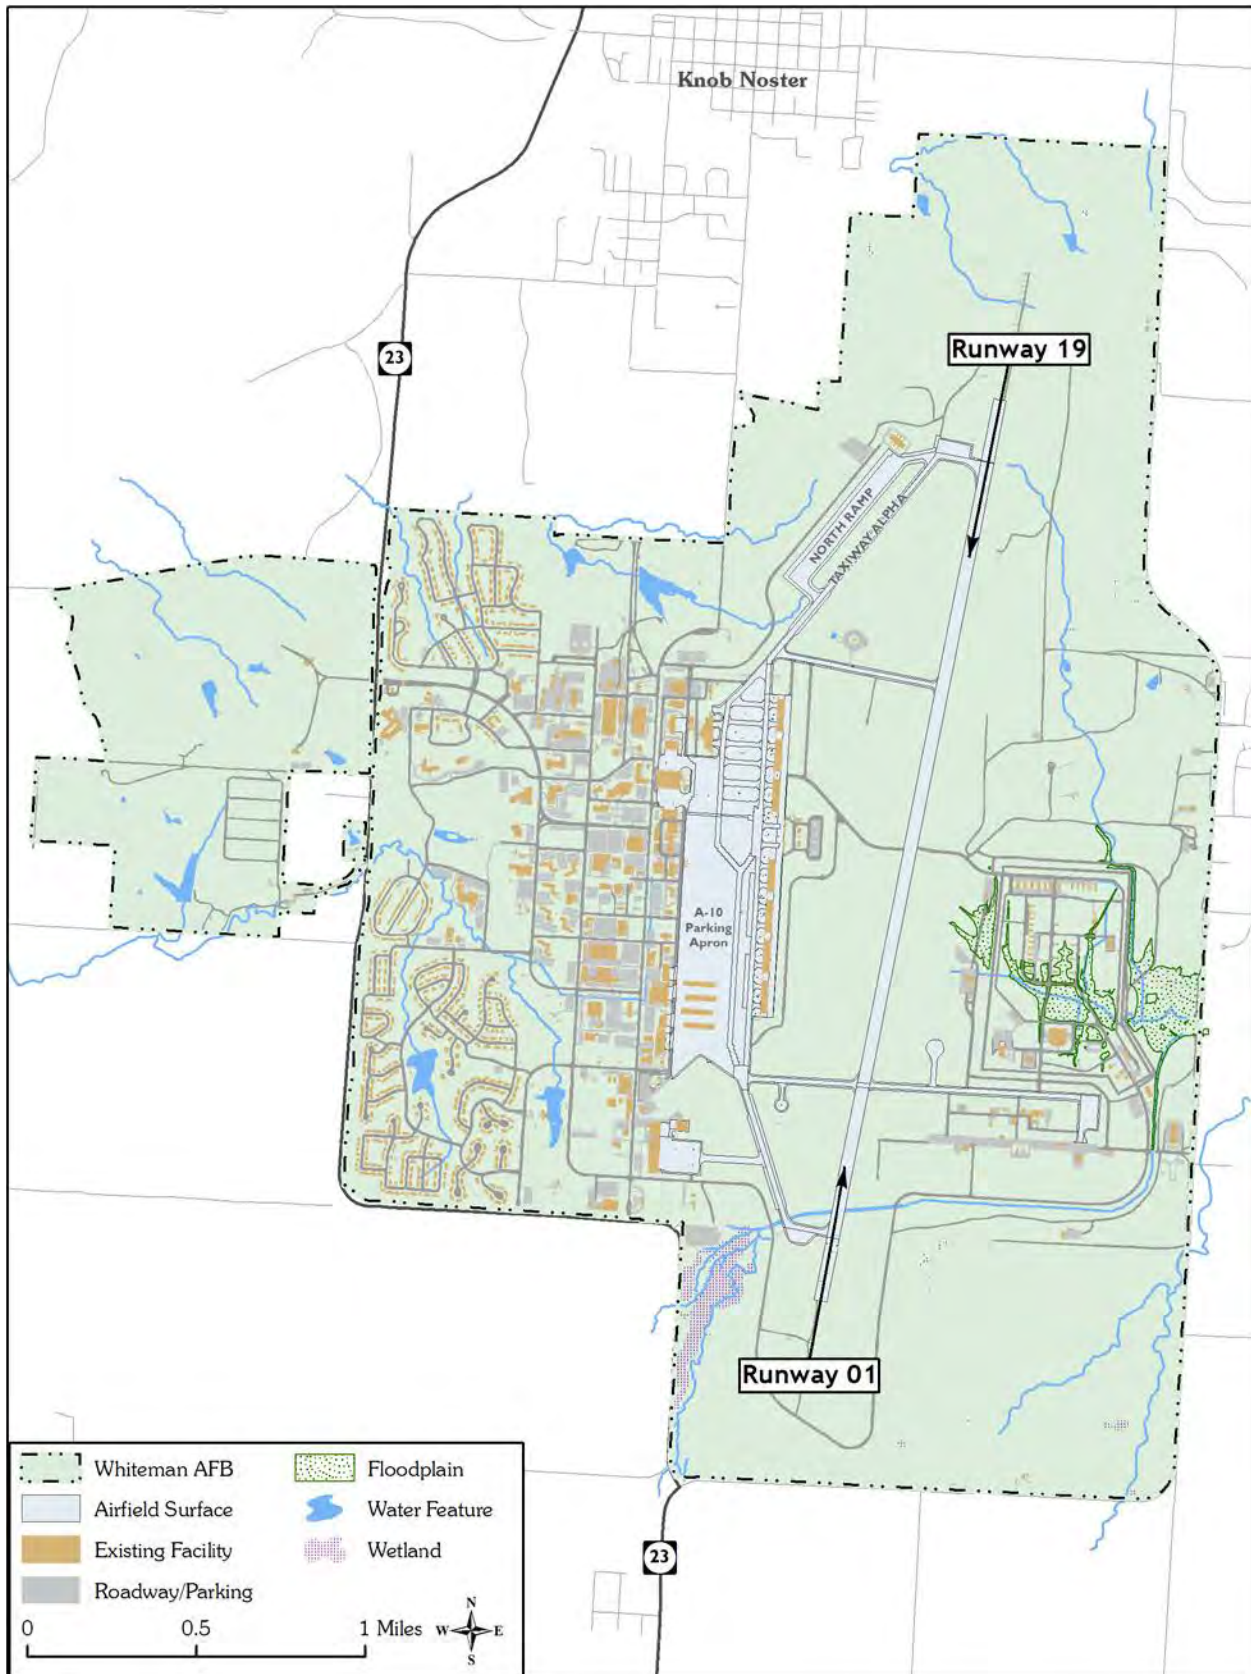 Knob Noster
23
Runway 19
NORTH RAMP
TAXIWAY ALPHA
A-10
Parking
Apron
Runway 01
Whiteman AFB
Floodplain
Airfield Surface
Water Feature
Existing Facility
Wetland
Roadway/Parking
0 0.5 1 Miles
N
W E
S
23